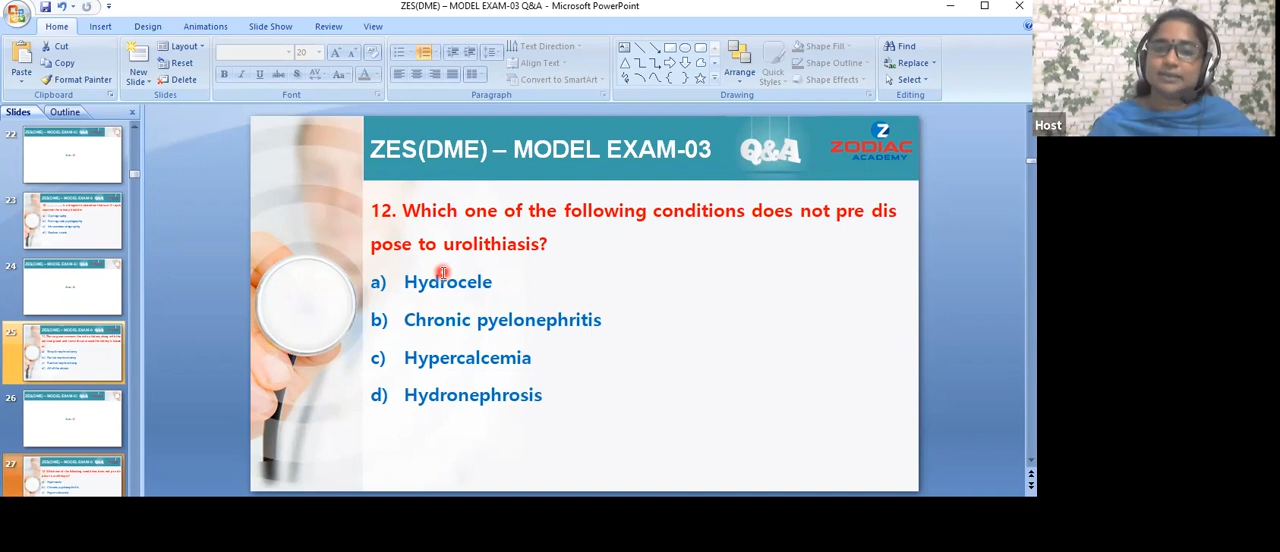 ZES(DME) – MODEL EXAM-03 Q&A - Microsoft PowerPoint
Home Insert Design Animations Slide Show Review View
Paste
Cut
Copy
Format Painter
Clipboard
New Slide
Layout
Reset
Delete
Slides
20
Font
Paragraph
Text Direction
Align Text
Convert to SmartArt
Arrange
Quick Styles
Shape Fill
Shape Outline
Shape Effects
Drawing
Find
Replace
Select
Editing
Slides Outline
22
23
24
25
26
27
ZES(DME) – MODEL EXAM-03
Q&A
Z
ZODIAC
ACADEMY
12. Which one of the following conditions does not pre dis
pose to urolithiasis?
a) Hydrocele
b) Chronic pyelonephritis
c) Hypercalcemia
d) Hydronephrosis
Host